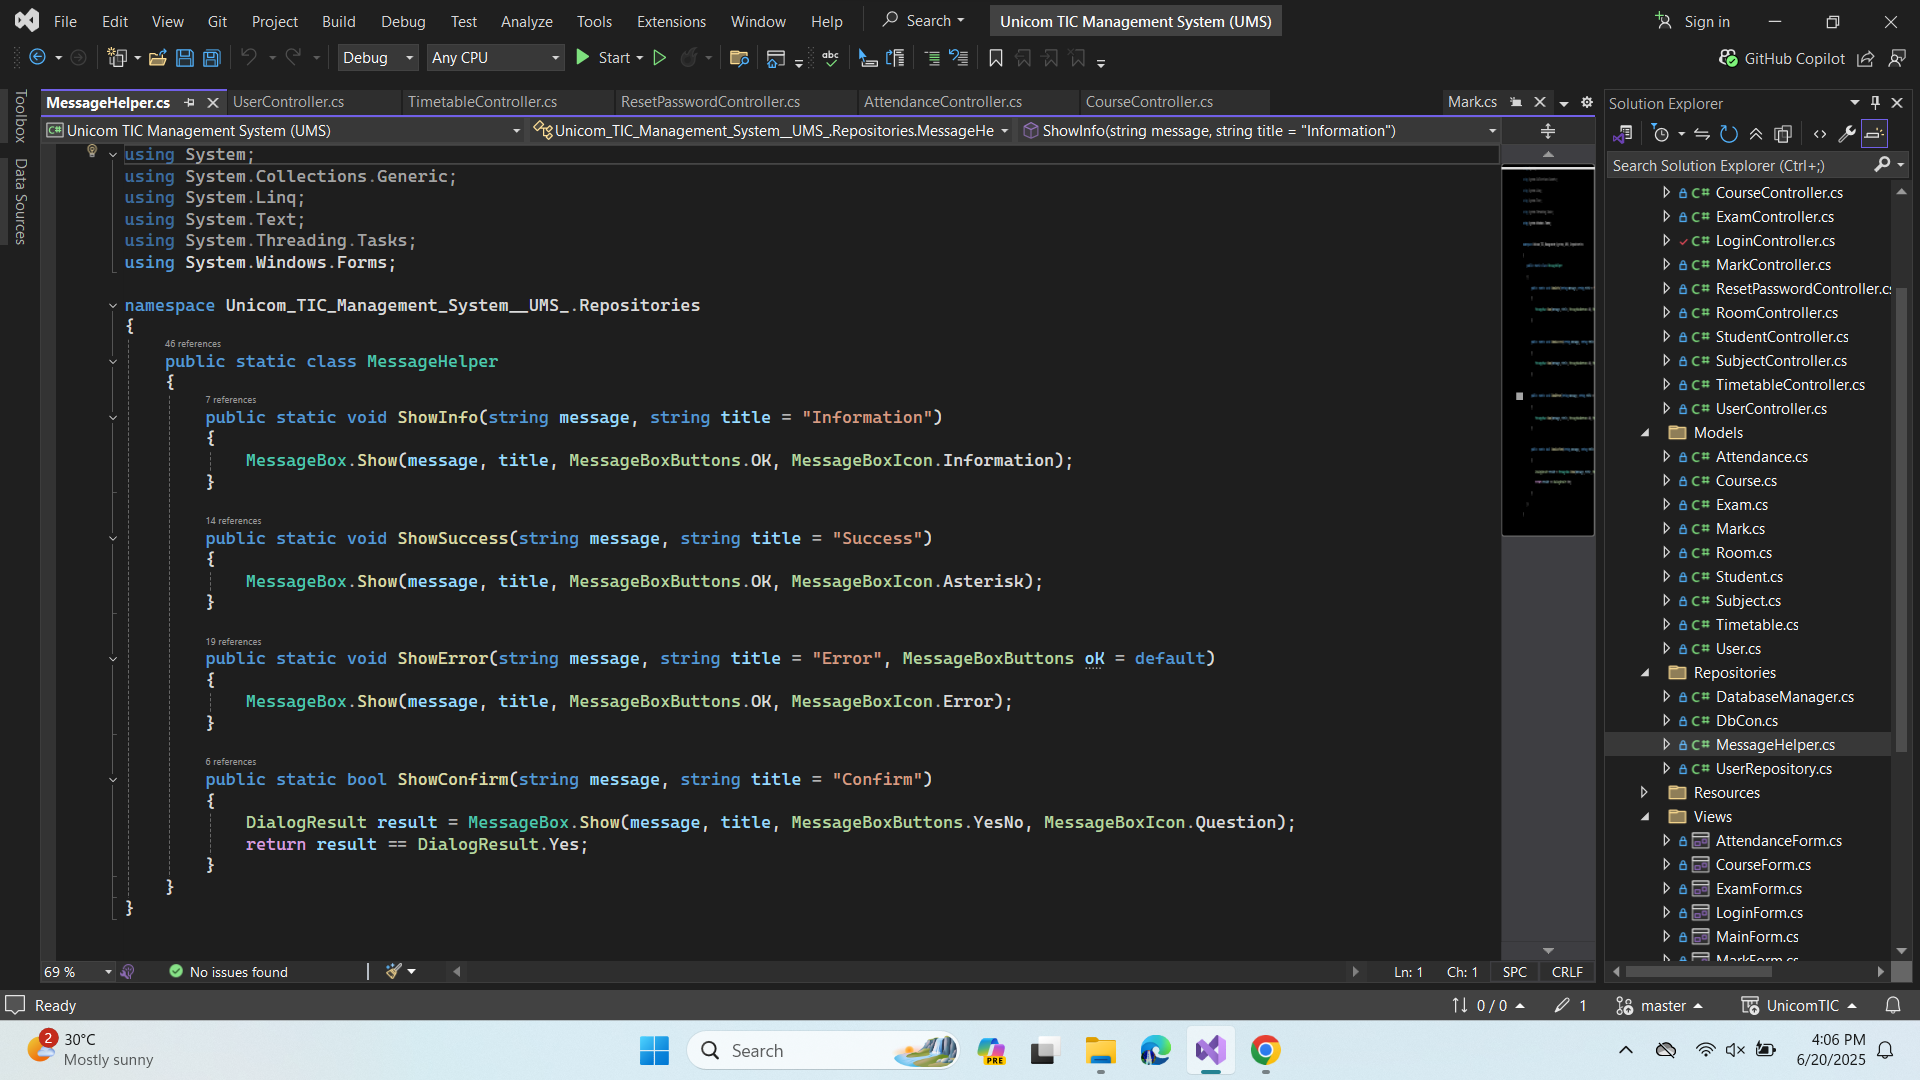 File Edit View Git Project Build Debug Test Analyze Tools Extensions Window Help Search Unicom TIC Management System (UMS) Sign in
Debug Any CPU Start GitHub Copilot
Toolbox
Data Sources
MessageHelper.cs UserController.cs TimetableController.cs ResetPasswordController.cs AttendanceController.cs CourseController.cs Mark.cs
Unicom TIC Management System (UMS) Unicom_TIC_Management_System__UMS_.Repositories.MessageHe ShowInfo(string message, string title = "Information")
using System;
using System.Collections.Generic;
using System.Linq;
using System.Text;
using System.Threading.Tasks;
using System.Windows.Forms;
namespace Unicom_TIC_Management_System__UMS_.Repositories
{
46 references
public static class MessageHelper
{
7 references
public static void ShowInfo(string message, string title = "Information")
{
MessageBox.Show(message, title, MessageBoxButtons.OK, MessageBoxIcon.Information);
}
14 references
public static void ShowSuccess(string message, string title = "Success")
{
MessageBox.Show(message, title, MessageBoxButtons.OK, MessageBoxIcon.Asterisk);
}
19 references
public static void ShowError(string message, string title = "Error", MessageBoxButtons oK = default)
{
MessageBox.Show(message, title, MessageBoxButtons.OK, MessageBoxIcon.Error);
}
6 references
public static bool ShowConfirm(string message, string title = "Confirm")
{
DialogResult result = MessageBox.Show(message, title, MessageBoxButtons.YesNo, MessageBoxIcon.Question);
return result == DialogResult.Yes;
}
}
}
69 % No issues found Ln: 1 Ch: 1 SPC CRLF
Solution Explorer
Search Solution Explorer (Ctrl+;)
C# CourseController.cs
C# ExamController.cs
C# LoginController.cs
C# MarkController.cs
C# ResetPasswordController.cs
C# RoomController.cs
C# StudentController.cs
C# SubjectController.cs
C# TimetableController.cs
C# UserController.cs
Models
C# Attendance.cs
C# Course.cs
C# Exam.cs
C# Mark.cs
C# Room.cs
C# Student.cs
C# Subject.cs
C# Timetable.cs
C# User.cs
Repositories
C# DatabaseManager.cs
C# DbCon.cs
C# MessageHelper.cs
C# UserRepository.cs
Resources
Views
AttendanceForm.cs
CourseForm.cs
ExamForm.cs
LoginForm.cs
MainForm.cs
MarkForm.cs
Ready 0 / 0 1 master UnicomTIC
2 30°C
Mostly sunny
Search
PRE
4:06 PM
6/20/2025